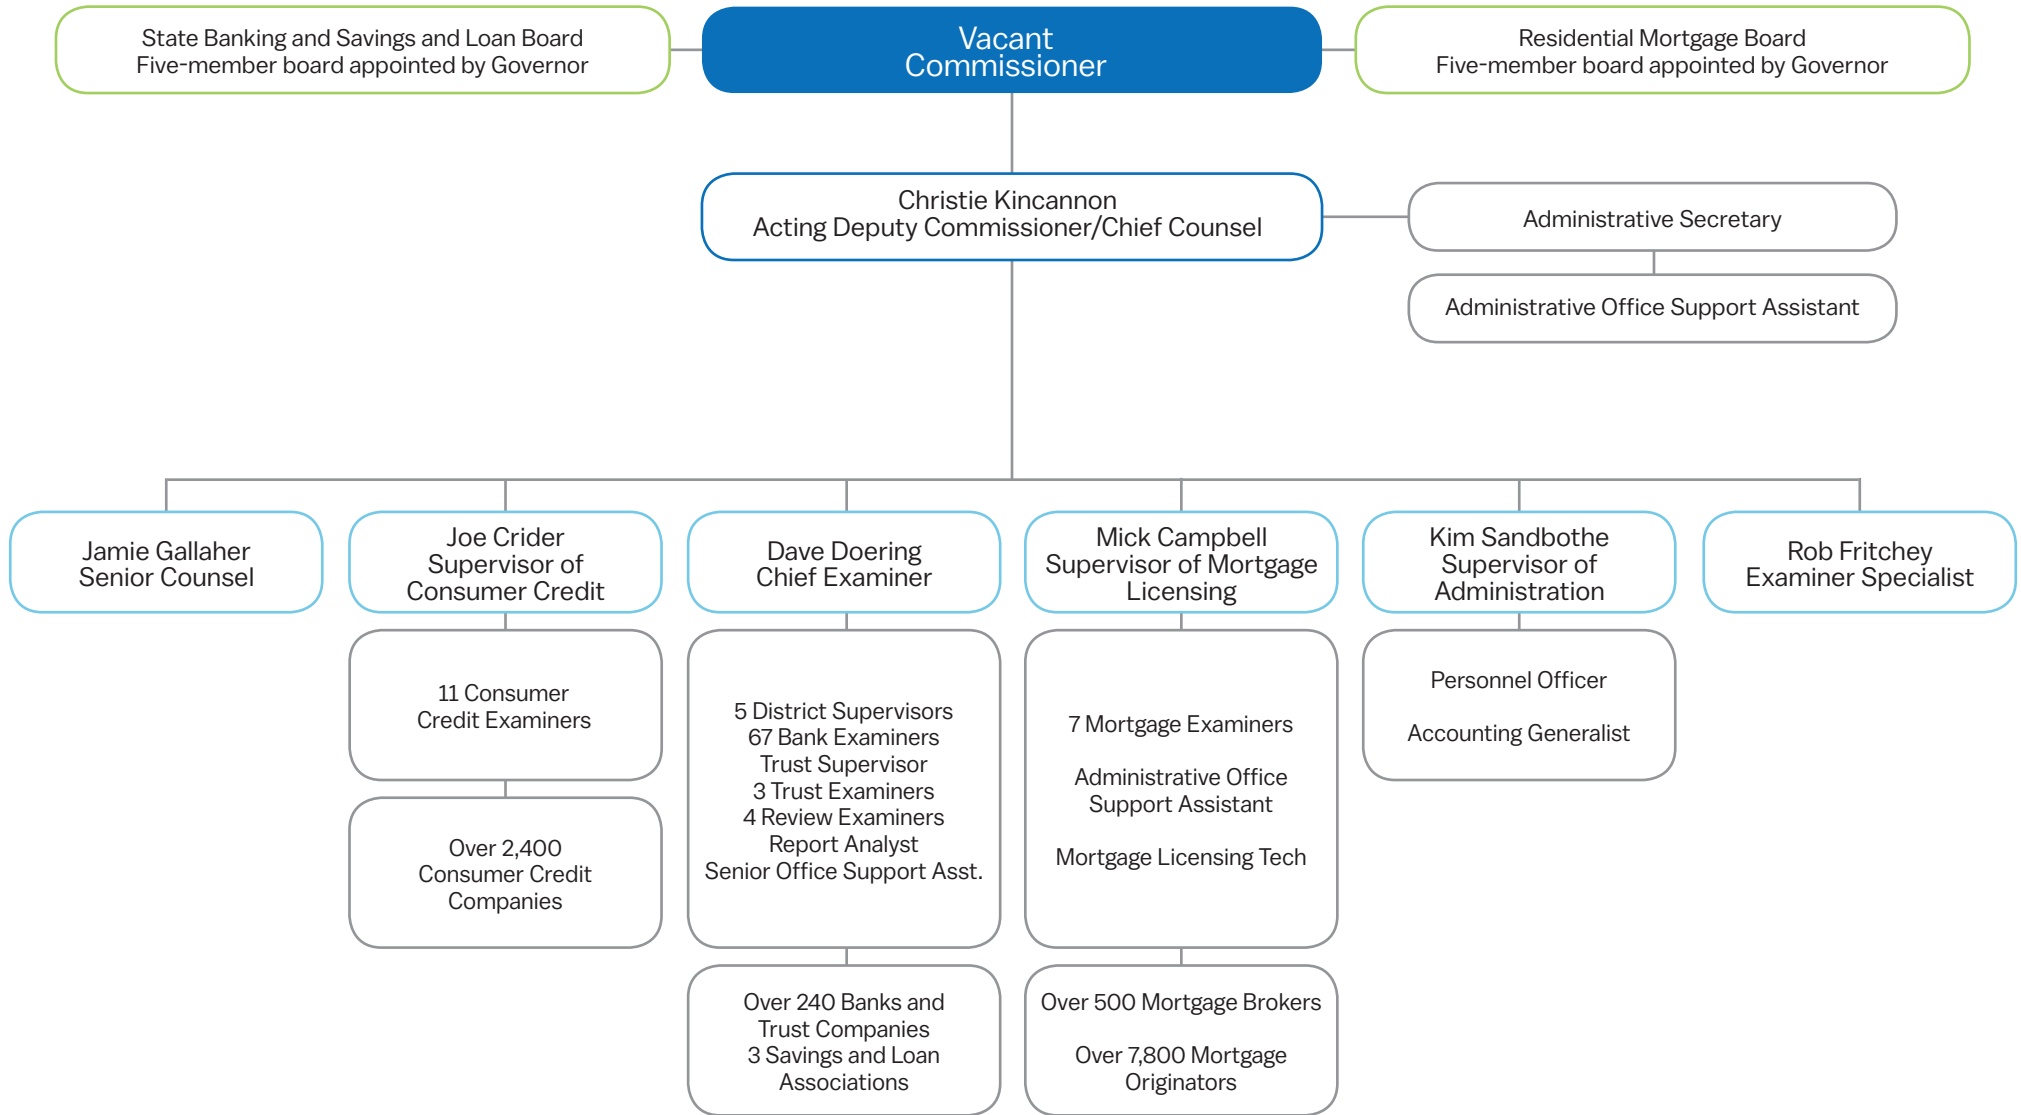 State Banking and Savings and Loan Board
Five-member board appointed by Governor
Vacant
Commissioner
Residential Mortgage Board
Five-member board appointed by Governor
Christie Kincannon
Acting Deputy Commissioner/Chief Counsel
Administrative Secretary
Administrative Office Support Assistant
Jamie Gallaher
Senior Counsel
Joe Crider
Supervisor of
Consumer Credit
Dave Doering
Chief Examiner
Mick Campbell
Supervisor of Mortgage
Licensing
Kim Sandbothe
Supervisor of
Administration
Rob Fritchey
Examiner Specialist
11 Consumer
Credit Examiners
Over 2,400
Consumer Credit
Companies
5 District Supervisors
67 Bank Examiners
Trust Supervisor
3 Trust Examiners
4 Review Examiners
Report Analyst
Senior Office Support Asst.
Over 240 Banks and
Trust Companies
3 Savings and Loan
Associations
7 Mortgage Examiners
Administrative Office
Support Assistant
Mortgage Licensing Tech
Over 500 Mortgage Brokers
Over 7,800 Mortgage
Originators
Personnel Officer
Accounting Generalist